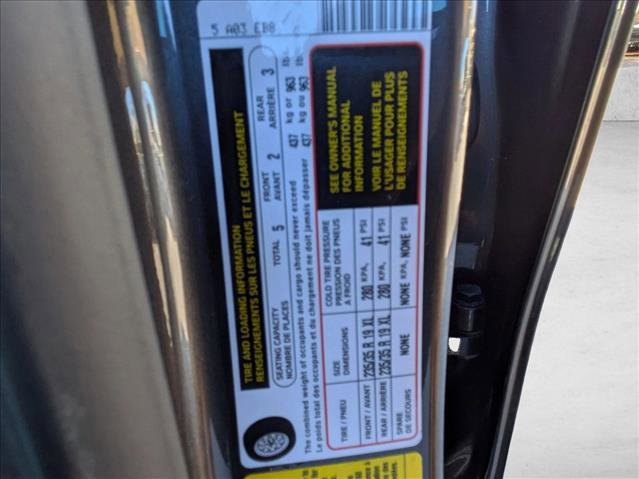 5 A03 EB8
TIRE AND LOADING INFORMATION
RENSEIGNEMENTS SUR LES PNEUS ET LE CHARGEMENT
SEATING CAPACITY
NOMBRE DE PLACES
TOTAL 5
FRONT
AVANT 2
REAR
ARRIÈRE 3
The combined weight of occupants and cargo should never exceed 437 kg or 963 lb
Le poids total des occupants et du chargement ne doit jamais dépasser 437 kg ou 963 lb
TIRE / PNEU
SIZE
DIMENSIONS
COLD TIRE PRESSURE
PRESSION DES PNEUS
A FROID
FRONT / AVANT 235/35 R 19 XL 280 KPA, 41 PSI
REAR / ARRIÈRE 235/35 R 19 XL 280 KPA, 41 PSI
SPARE
DE SECOURS
NONE NONE KPA, NONE PSI
SEE OWNER'S MANUAL
FOR ADDITIONAL
INFORMATION
VOIR LE MANUEL DE
L'USAGER POUR PLUS
DE RENSEIGNEMENTS